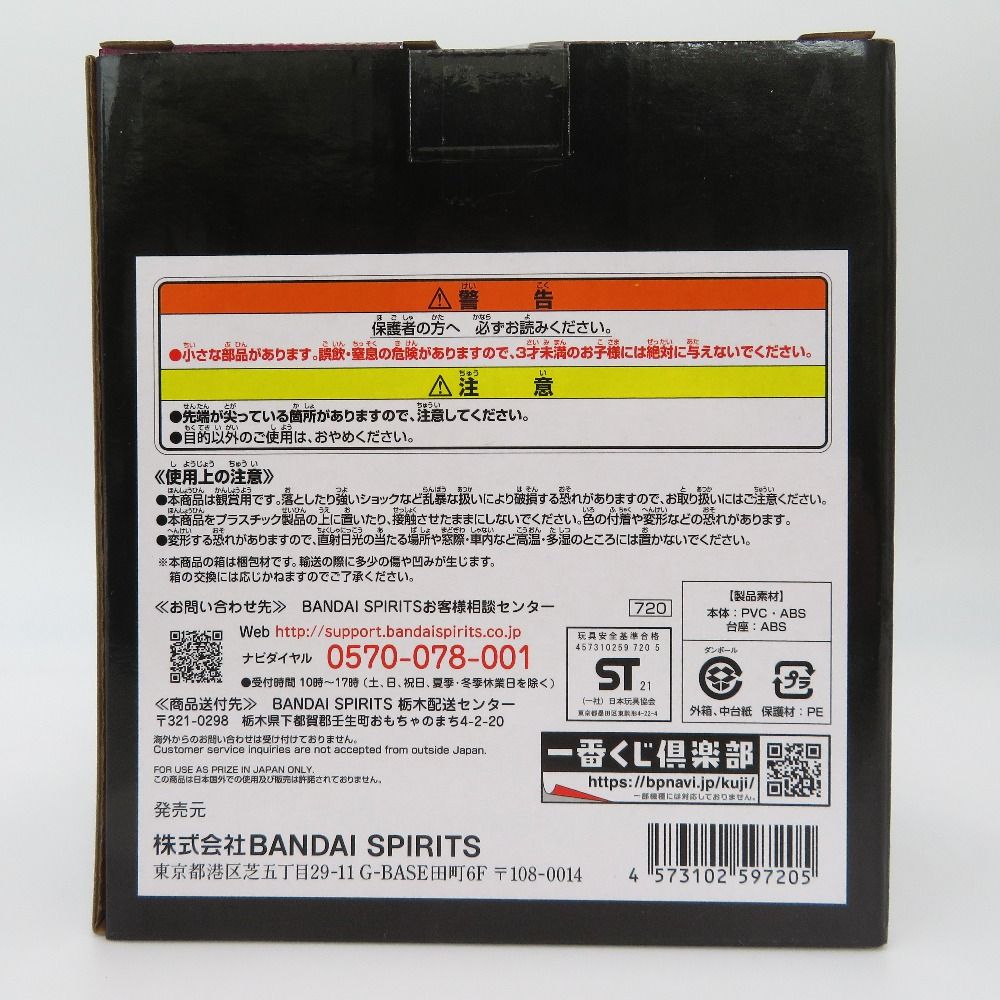 ⚠警告
保護者の方へ 必ずお読みください。
●小さな部品があります。誤飲・窒息の危険がありますので、3才未満のお子様には絶対に与えないでください。
⚠注意
●先端が尖っている箇所がありますので、注意してください。
●目的以外のご使用は、おやめください。
《使用上の注意》
●本商品は観賞用です。落としたり強いショックなど乱暴な扱いにより破損する恐れがありますので、お取り扱いにはご注意ください。
●本商品をプラスチック製品の上に置いたり、接触させたままにしないでください。色の付着や変形などの恐れがあります。
●変形する恐れがありますので、直射日光の当たる場所や窓際・車内など高温・多湿のところには置かないでください。
※本商品の箱は梱包材です。輸送の際に多少の傷や凹みが生じます。
箱の交換には応じかねますのでご了承ください。
≪お問い合わせ先≫ BANDAI SPIRITSお客様相談センター
Web http://support.bandaispirits.co.jp
ナビダイヤル 0570-078-001
●受付時間 10時～17時 (土、日、祝日、夏季・冬季休業日を除く)
≪商品送付先≫ BANDAI SPIRITS 栃木配送センター
〒321-0298 栃木県下都賀郡壬生町おもちゃのまち4-2-20
海外からのお問い合わせは受け付けておりません。
Customer service inquiries are not accepted from outside Japan.
FOR USE AS PRIZE IN JAPAN ONLY.
この商品は日本国外での使用及び販売は許諾されておりません。
720
玩具安全基準合格
457310259 720 5
ST 21
(一社)日本玩具協会
東京都墨田区東駒形4-22-4
【製品素材】
本体：PVC・ABS
台座：ABS
ダンボール
プラ
外箱、中台紙 保護材：PE
一番くじ倶楽部
https://bpnavi.jp/kuji/
一部機種には対応しておりません。
発売元
株式会社BANDAI SPIRITS
東京都港区芝五丁目29-11 G-BASE田町6F 〒108-0014
4 573102 597205